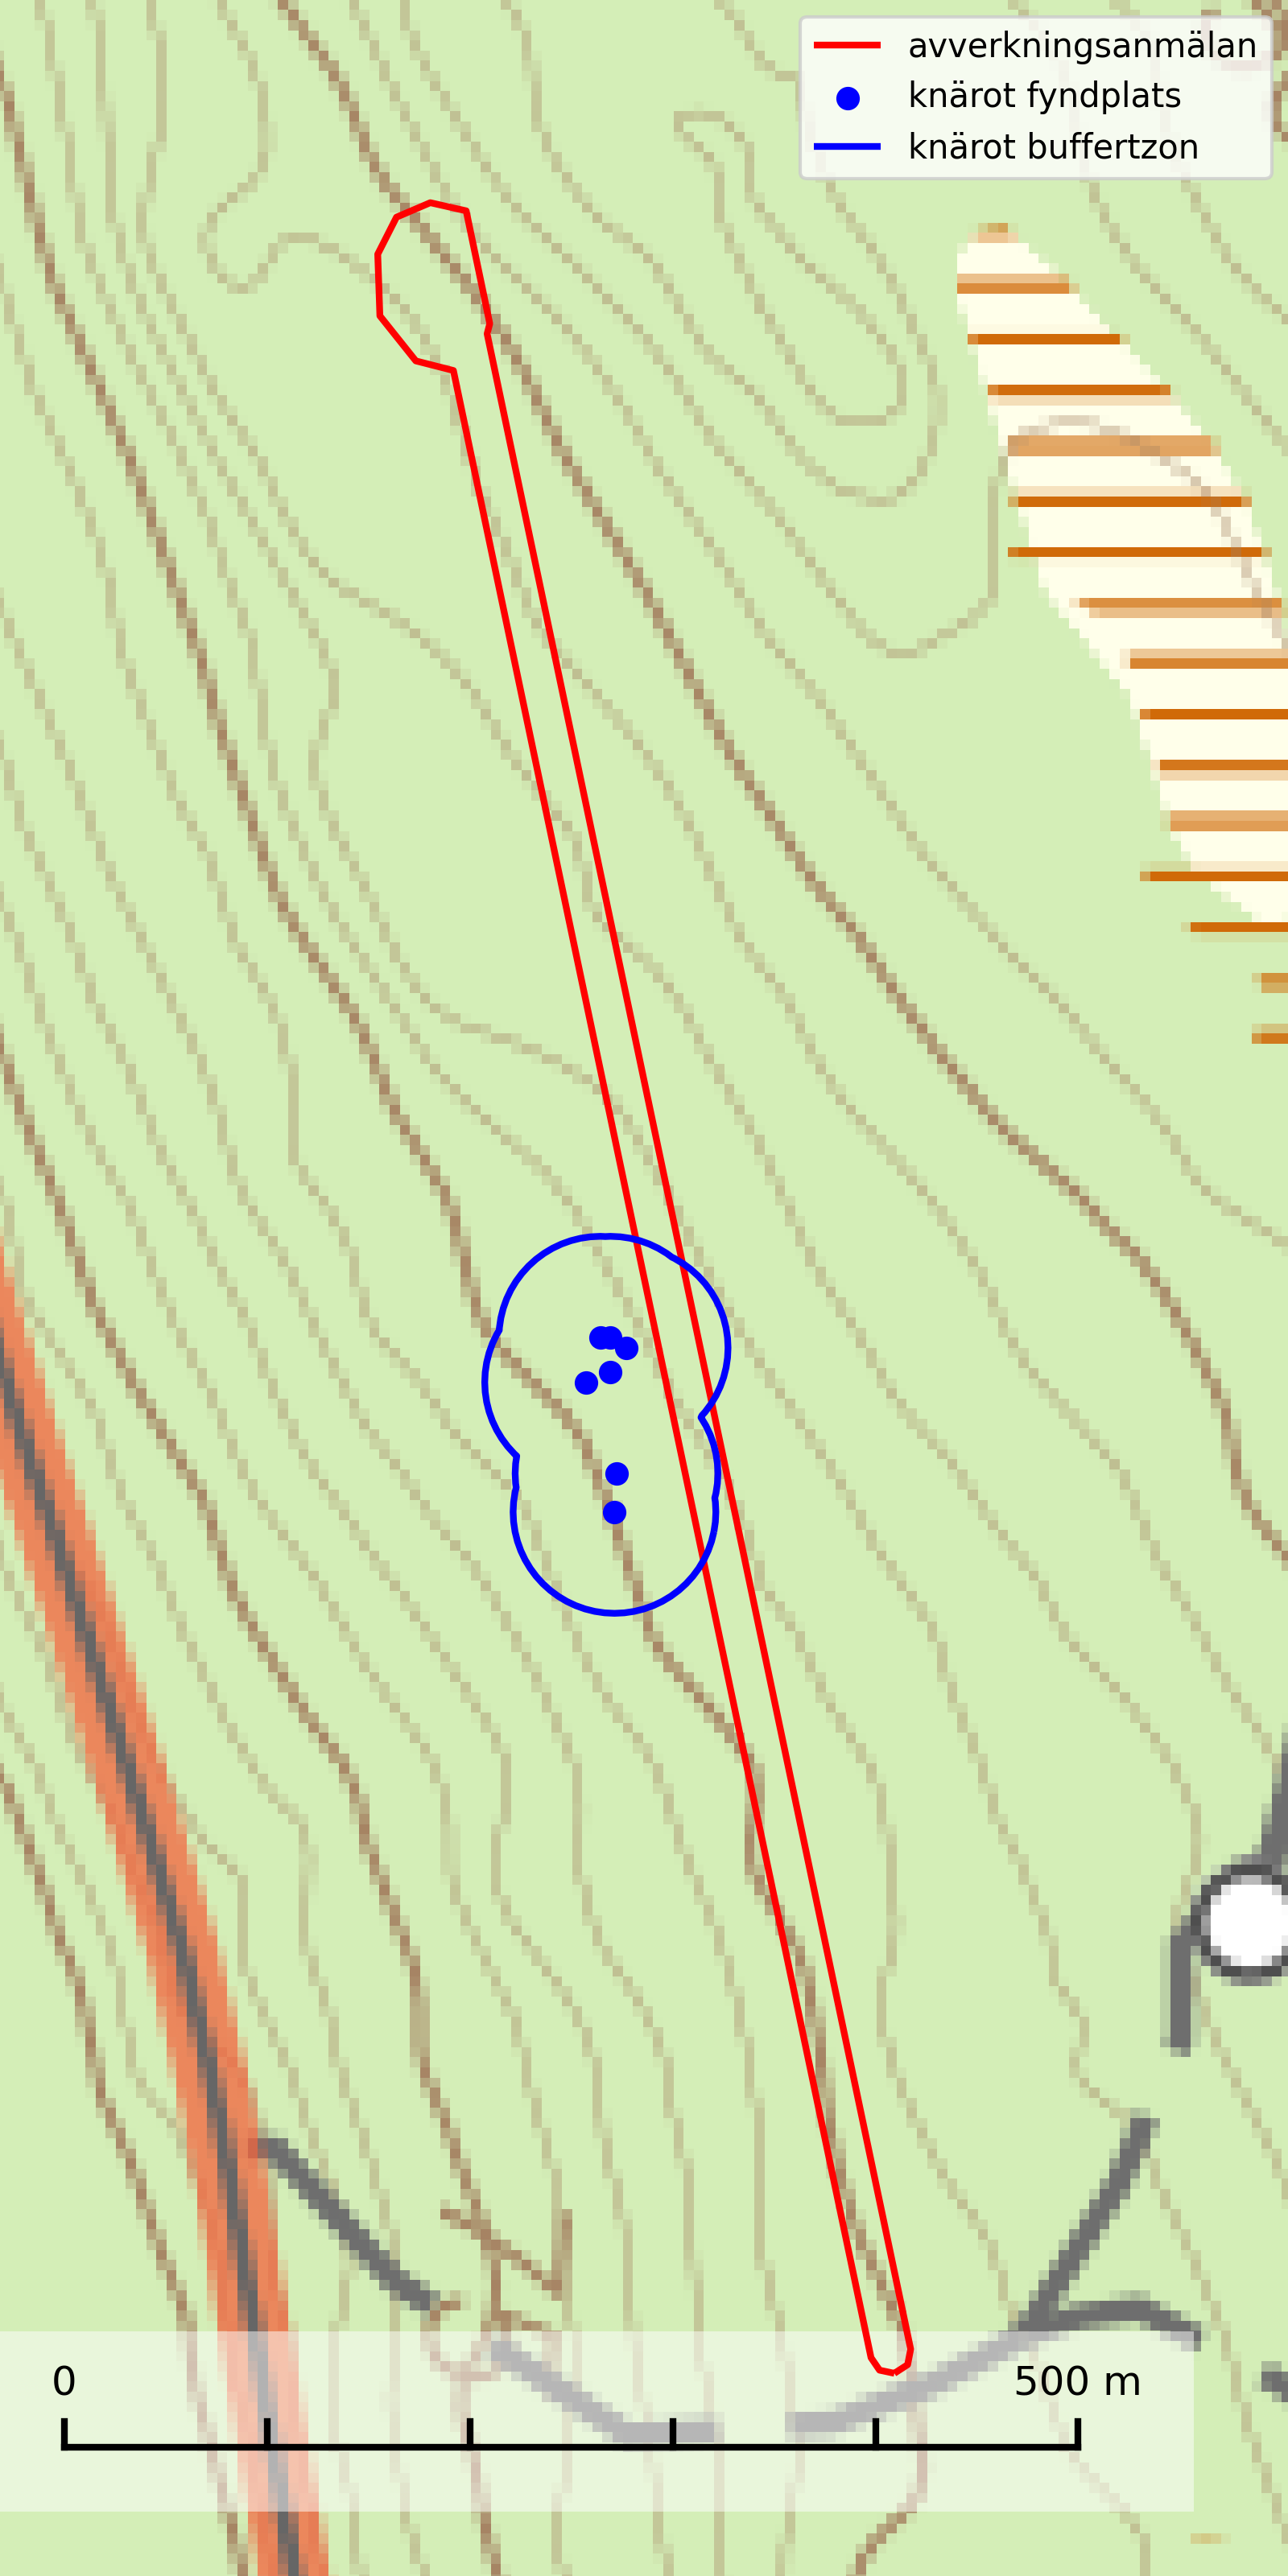 avverkningsanmälan
knärot fyndplats
knärot buffertzon
0 500 m